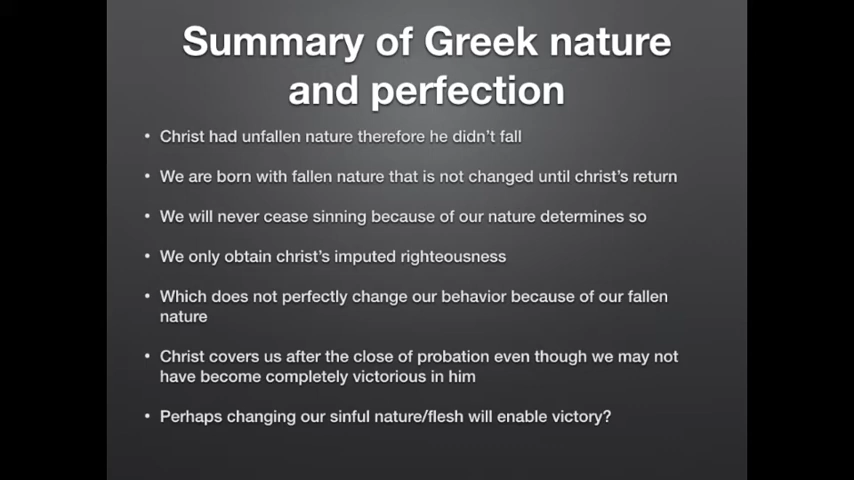 Summary of Greek nature
and perfection
• Christ had unfallen nature therefore he didn't fall
• We are born with fallen nature that is not changed until christ's return
• We will never cease sinning because of our nature determines so
• We only obtain christ's imputed righteousness
• Which does not perfectly change our behavior because of our fallen
nature
• Christ covers us after the close of probation even though we may not
have become completely victorious in him
• Perhaps changing our sinful nature/flesh will enable victory?